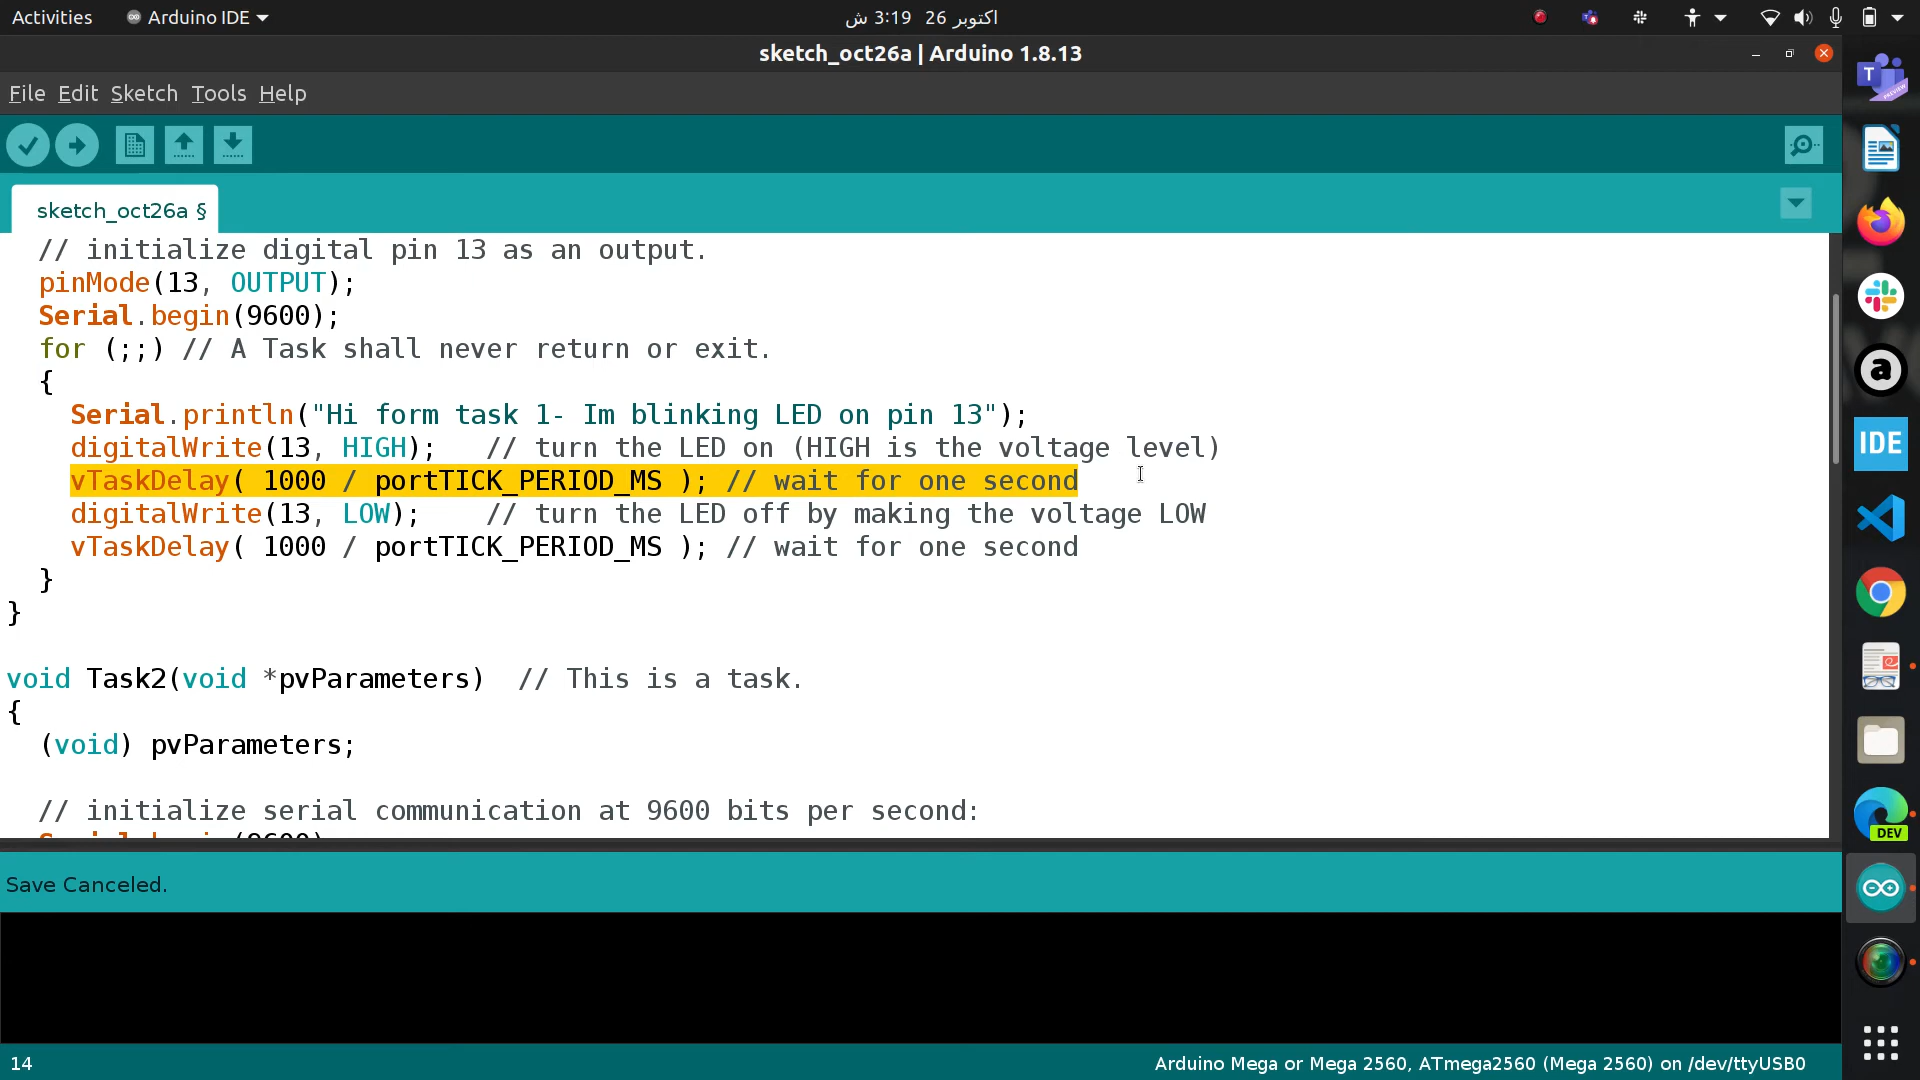 Activities
Arduino IDE
اکتوبر 26 3:19 ش
sketch_oct26a | Arduino 1.8.13
File Edit Sketch Tools Help
sketch_oct26a §
// initialize digital pin 13 as an output.
pinMode(13, OUTPUT);
Serial.begin(9600);
for (;;) // A Task shall never return or exit.
{
Serial.println("Hi form task 1- Im blinking LED on pin 13");
digitalWrite(13, HIGH);   // turn the LED on (HIGH is the voltage level)
vTaskDelay( 1000 / portTICK_PERIOD_MS ); // wait for one second
digitalWrite(13, LOW);    // turn the LED off by making the voltage LOW
vTaskDelay( 1000 / portTICK_PERIOD_MS ); // wait for one second
}
}
void Task2(void *pvParameters)  // This is a task.
{
(void) pvParameters;
// initialize serial communication at 9600 bits per second:
Save Canceled.
14
Arduino Mega or Mega 2560, ATmega2560 (Mega 2560) on /dev/ttyUSB0
T
PREVIEW
a
IDE
DEV